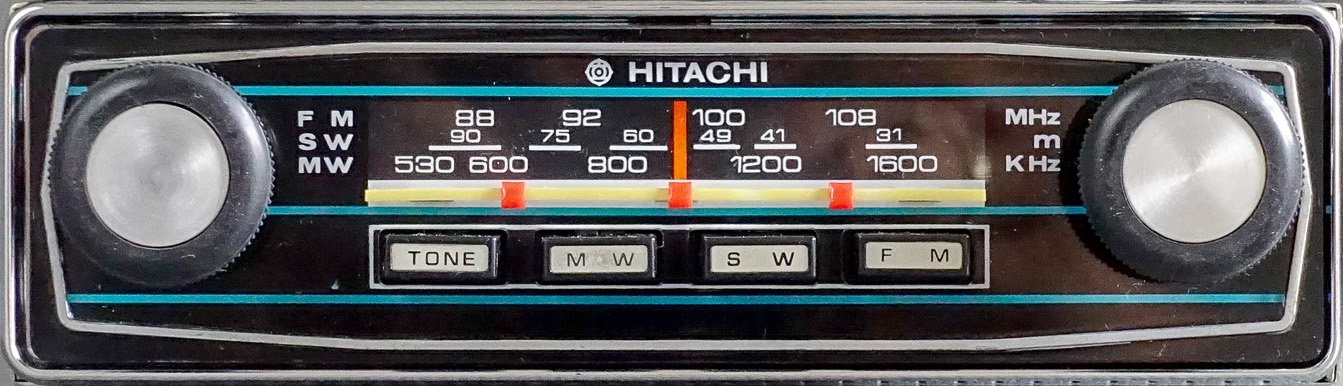 HITACHI
F M 88 92 100 108 MHz
S W 90 75 60 49 41 31 m
M W 530 600 800 1200 1600 KHz
TONE M W S W F M